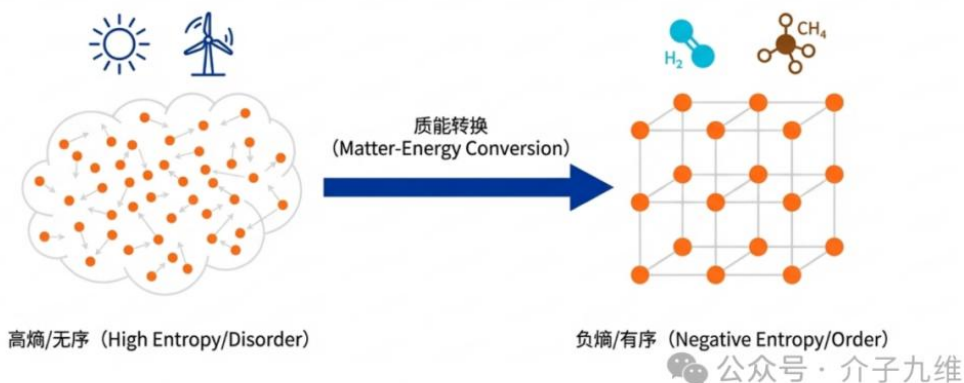 H₂
CH₄
质能转换
（Matter-Energy Conversion）
高熵/无序（High Entropy/Disorder）
负熵/有序（Negative Entropy/Order）
公众号·介子九维